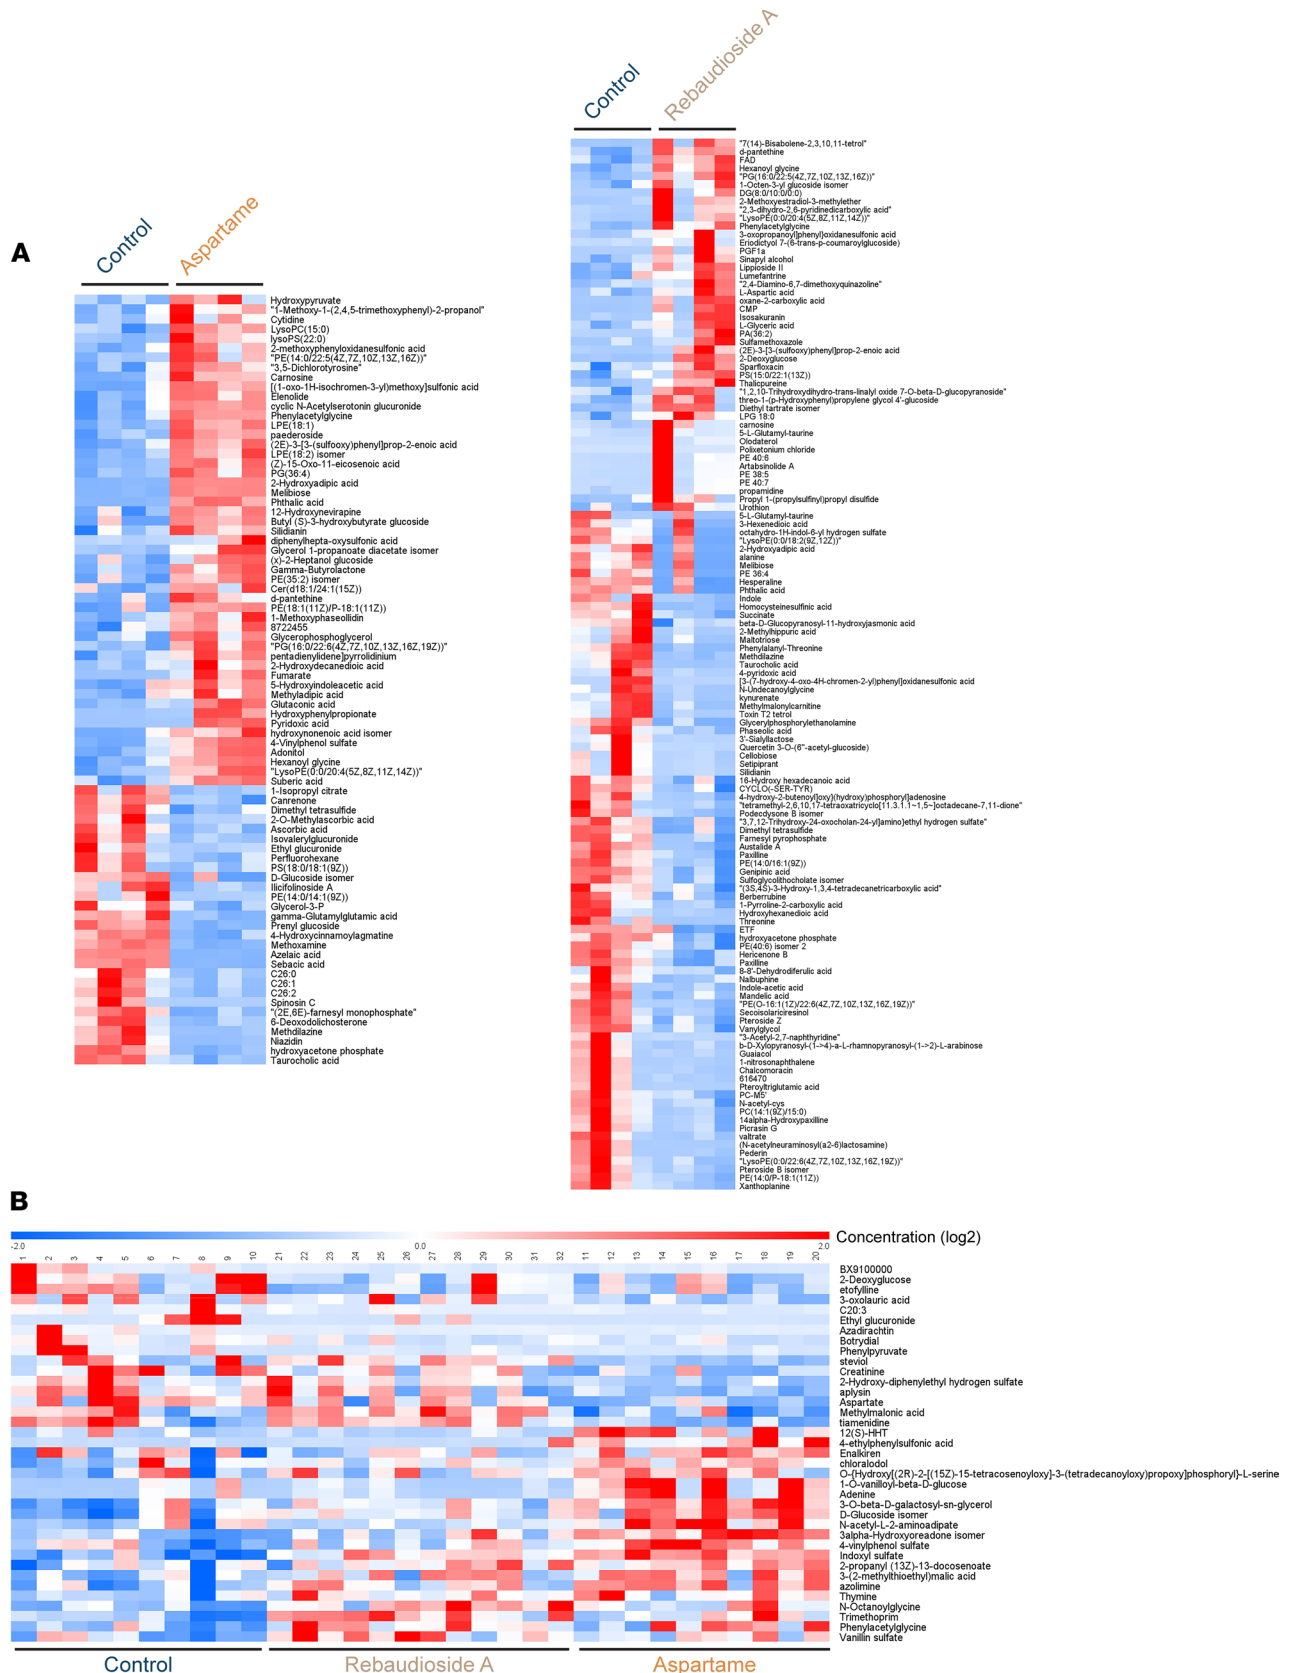 A
Control
Aspartame
Hydroxypyruvate
"1-Methoxy-1-(2,4,5-trimethoxyphenyl)-2-propanol"
Cytidine
LysoPC(15:0)
lysoPS(22:0)
2-methoxyphenyloxidanesulfonic acid
"PE(14:0/22:5(4Z,7Z,10Z,13Z,16Z))"
"3,5-Dichlorotyrosine"
Carnosine
[(1-oxo-1H-isochromen-3-yl)methoxy]sulfonic acid
Elenolide
cyclic N-Acetylserotonin glucuronide
Phenylacetylglycine
LPE(18:1)
paederoside
(2E)-3-[3-(sulfooxy)phenyl]prop-2-enoic acid
LPE(18:2) isomer
(Z)-15-Oxo-11-eicosenoic acid
PG(36:4)
2-Hydroxyadipic acid
Melibiose
Phthalic acid
12-Hydroxynevirapine
Butyl (S)-3-hydroxybutyrate glucoside
Silidianin
diphenylhepta-oxysulfonic acid
Glycerol 1-propanoate diacetate isomer
(x)-2-Heptanol glucoside
Gamma-Butyrolactone
PE(35:2) isomer
Cer(d18:1/24:1(15Z))
d-pantethine
PE(18:1(11Z)/P-18:1(11Z))
1-Methoxyphaseollidin
8722455
Glycerophosphoglycerol
"PG(16:0/22:6(4Z,7Z,10Z,13Z,16Z,19Z))"
pentadienylidene]pyrrolidinium
2-Hydroxydecanedioic acid
Fumarate
5-Hydroxyindoleacetic acid
Methyladipic acid
Glutaconic acid
Hydroxyphenylpropionate
Pyridoxic acid
hydroxynonenoic acid isomer
4-Vinylphenol sulfate
Adonitol
Hexanoyl glycine
"LysoPE(0:0/20:4(5Z,8Z,11Z,14Z))"
Suberic acid
1-Isopropyl citrate
Canrenone
Dimethyl tetrasulfide
2-O-Methylascorbic acid
Ascorbic acid
Isovalerylglucuronide
Ethyl glucuronide
Perfluorohexane
PS(18:0/18:1(9Z))
D-Glucoside isomer
Ilicifolinoside A
PE(14:0/14:1(9Z))
Glycerol-3-P
gamma-Glutamylglutamic acid
Prenyl glucoside
4-Hydroxycinnamoylagmatine
Methoxamine
Azelaic acid
Sebacic acid
C26:0
C26:1
C26:2
Spinosin C
"(2E,6E)-farnesyl monophosphate"
6-Deoxodolichosterone
Methdilazine
Niazidin
hydroxyacetone phosphate
Taurocholic acid
Control
Rebaudioside A
"7(14)-Bisabolene-2,3,10,11-tetrol"
d-pantethine
FAD
Hexanoyl glycine
"PG(16:0/22:5(4Z,7Z,10Z,13Z,16Z))"
1-Octen-3-yl glucoside isomer
DG(8:0/10:0/0:0)
2-Methoxyestradiol-3-methylether
"2,3-dihydro-2,6-pyridinedicarboxylic acid"
"LysoPE(0:0/20:4(5Z,8Z,11Z,14Z))"
Phenylacetylglycine
3-oxopropanoyl]phenyl}oxidanesulfonic acid
Eriodictyol 7-(6-trans-p-coumaroylglucoside)
PGF1a
Sinapyl alcohol
Lippioside II
Lumefantrine
"2,4-Diamino-6,7-dimethoxyquinazoline"
L-Aspartic acid
oxane-2-carboxylic acid
CMP
Isosakuranin
L-Glyceric acid
PA(36:2)
Sulfamethoxazole
(2E)-3-[3-(sulfooxy)phenyl]prop-2-enoic acid
2-Deoxyglucose
Sparfloxacin
PS(15:0/22:1(13Z))
Thalicpureine
"1,2,10-Trihydroxydihydro-trans-linalyl oxide 7-O-beta-D-glucopyranoside"
threo-1-(p-Hydroxyphenyl)propylene glycol 4'-glucoside
Diethyl tartrate isomer
LPG 18:0
carnosine
5-L-Glutamyl-taurine
Olodaterol
Polixetonium chloride
PE 40:6
Artabsinolide A
PE 38:5
PE 40:7
propamidine
Propyl 1-(propylsulfinyl)propyl disulfide
Urothion
5-L-Glutamyl-taurine
3-Hexenedioic acid
octahydro-1H-indol-6-yl hydrogen sulfate
"LysoPE(0:0/18:2(9Z,12Z))"
2-Hydroxyadipic acid
alanine
Melibiose
PE 36:4
Hesperaline
Phthalic acid
Indole
Homocysteinesulfinic acid
Succinate
beta-D-Glucopyranosyl-11-hydroxyjasmonic acid
2-Methylhippuric acid
Maltotriose
Phenylalanyl-Threonine
Methdilazine
Taurocholic acid
4-pyridoxic acid
[3-(7-hydroxy-4-oxo-4H-chromen-2-yl)phenyl]oxidanesulfonic acid
N-Undecanoylglycine
kynurenate
Methylmalonylcarnitine
Toxin T2 tetrol
Glycerylphosphorylethanolamine
Phaseolic acid
3'-Sialyllactose
Quercetin 3-O-(6"-acetyl-glucoside)
Cellobiose
Setipiprant
Silidianin
16-Hydroxy hexadecanoic acid
CYCLO(-SER-TYR)
4-hydroxy-2-butenoyl]oxy}(hydroxy)phosphoryl]adenosine
"tetramethyl-2,6,10,17-tetraoxatricyclo[11.3.1.1~1,5~]octadecane-7,11-dione"
Podecdysone B isomer
"3,7,12-Trihydroxy-24-oxocholan-24-yl]amino}ethyl hydrogen sulfate"
Dimethyl tetrasulfide
Farnesyl pyrophosphate
Austalide A
Paxilline
PE(14:0/16:1(9Z))
Genipinic acid
Sulfoglycolithocholate isomer
"(3S,4S)-3-Hydroxy-1,3,4-tetradecanetricarboxylic acid"
Berberrubine
1-Pyrroline-2-carboxylic acid
Hydroxyhexanedioic acid
Threonine
ETF
hydroxyacetone phosphate
PE(40:6) isomer 2
Hericenone B
Paxilline
8-8'-Dehydrodiferulic acid
Nalbuphine
Indole-acetic acid
Mandelic acid
"PE(O-16:1(1Z)/22:6(4Z,7Z,10Z,13Z,16Z,19Z))"
Secoisolariciresinol
Pteroside Z
Vanylglycol
"3-Acetyl-2,7-naphthyridine"
b-D-Xylopyranosyl-(1->4)-a-L-rhamnopyranosyl-(1->2)-L-arabinose
Guaiacol
1-nitrosonaphthalene
Chalcomoracin
616470
Pteroyltriglutamic acid
PC-M5'
N-acetyl-cys
PC(14:1(9Z)/15:0)
14alpha-Hydroxypaxilline
Picrasin G
valtrate
(N-acetylneuraminosyl(a2-6)lactosamine)
Pederin
"LysoPE(0:0/22:6(4Z,7Z,10Z,13Z,16Z,19Z))"
Pteroside B isomer
PE(14:0/P-18:1(11Z))
Xanthoplanine
B
-2.0 0.0 2.0 Concentration (log2)
1 2 3 4 5 6 7 8 9 10 21 22 23 24 25 26 27 28 29 30 31 32 11 12 13 14 15 16 17 18 19 20
BX9100000
2-Deoxyglucose
etofylline
3-oxolauric acid
C20:3
Ethyl glucuronide
Azadirachtin
Botrydial
Phenylpyruvate
steviol
Creatinine
2-Hydroxy-diphenylethyl hydrogen sulfate
aplysin
Aspartate
Methylmalonic acid
tiamenidine
12(S)-HHT
4-ethylphenylsulfonic acid
Enalkiren
chloralodol
O-{Hydroxy[(2R)-2-[(15Z)-15-tetracosenoyloxy]-3-(tetradecanoyloxy)propoxy]phosphoryl}-L-serine
1-O-vanilloyl-beta-D-glucose
Adenine
3-O-beta-D-galactosyl-sn-glycerol
D-Glucoside isomer
N-acetyl-L-2-aminoadipate
3alpha-Hydroxyoreadone isomer
4-vinylphenol sulfate
Indoxyl sulfate
2-propanyl (13Z)-13-docosenoate
3-(2-methylthioethyl)malic acid
azolimine
Thymine
N-Octanoylglycine
Trimethoprim
Phenylacetylglycine
Vanillin sulfate
Control
Rebaudioside A
Aspartame